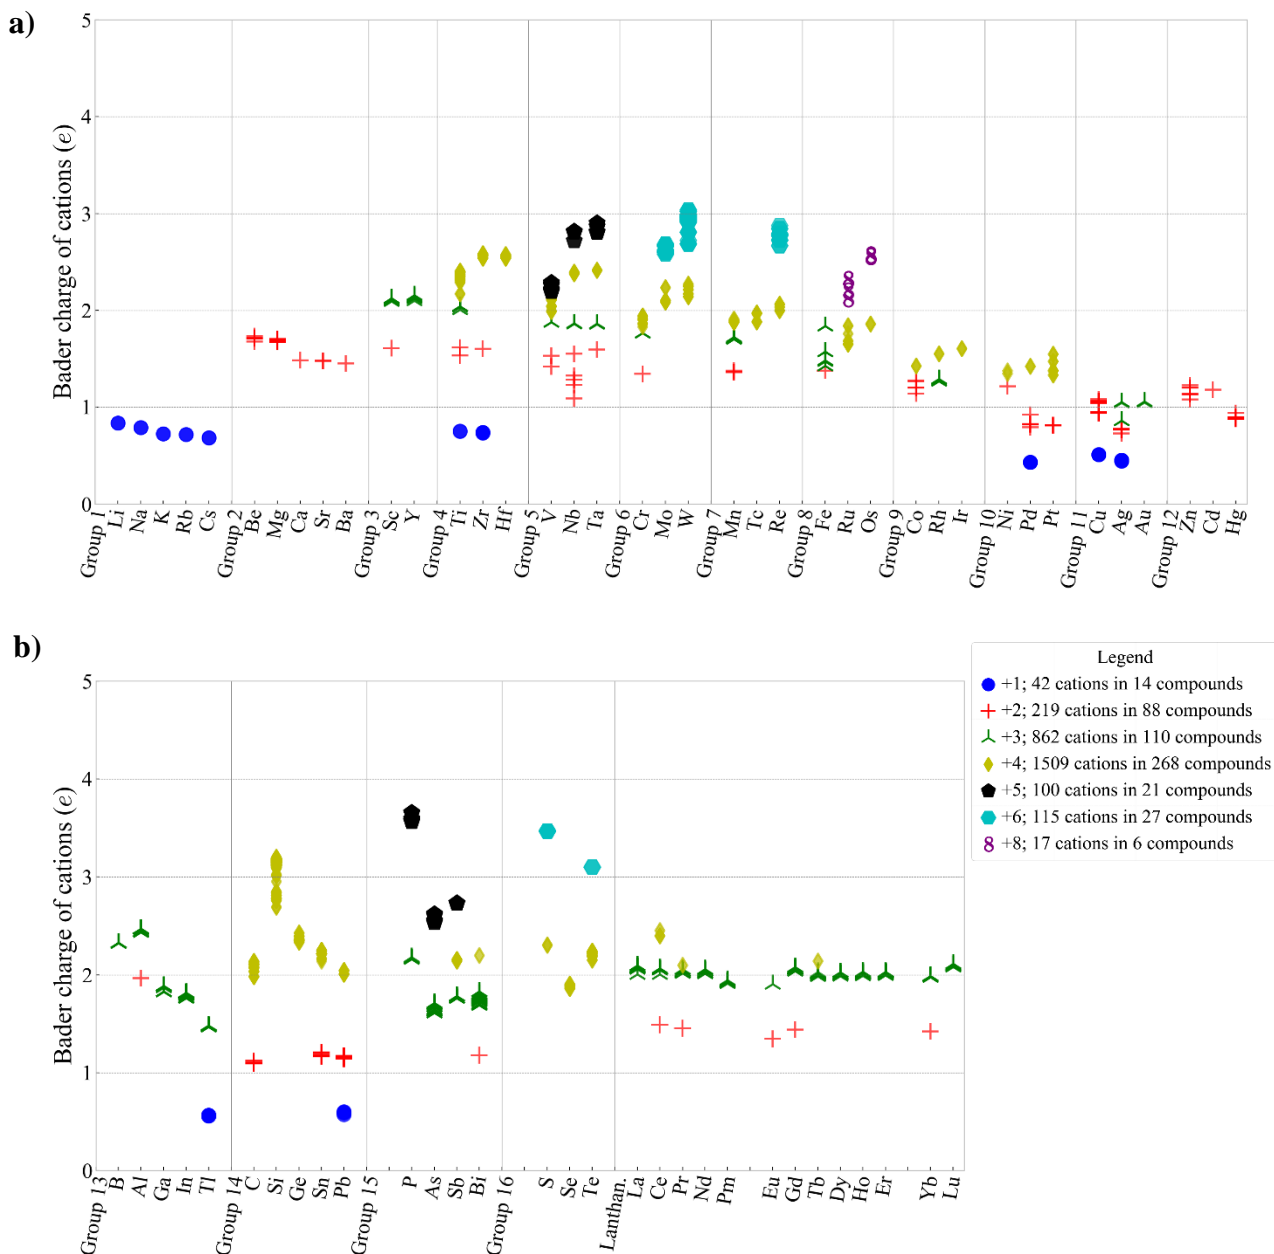 a)
Bader charge of cations (e)
5
4
3
2
1
0
Group 1 Li Na K Rb Cs Group 2 Be Mg Ca Sr Ba Group 3 Sc Y Group 4 Ti Zr Hf Group 5 V Nb Ta Group 6 Cr Mo W Group 7 Mn Tc Re Group 8 Fe Ru Os Group 9 Co Rh Ir Group 10 Ni Pd Pt Group 11 Cu Ag Au Group 12 Zn Cd Hg
b)
Bader charge of cations (e)
5
4
3
2
1
0
Group 13 B Al Ga In Tl Group 14 C Si Ge Sn Pb Group 15 P As Sb Bi Group 16 S Se Te Lanthan. La Ce Pr Nd Pm Eu Gd Tb Dy Ho Er Yb Lu
Legend
+1; 42 cations in 14 compounds
+2; 219 cations in 88 compounds
+3; 862 cations in 110 compounds
+4; 1509 cations in 268 compounds
+5; 100 cations in 21 compounds
+6; 115 cations in 27 compounds
+8; 17 cations in 6 compounds